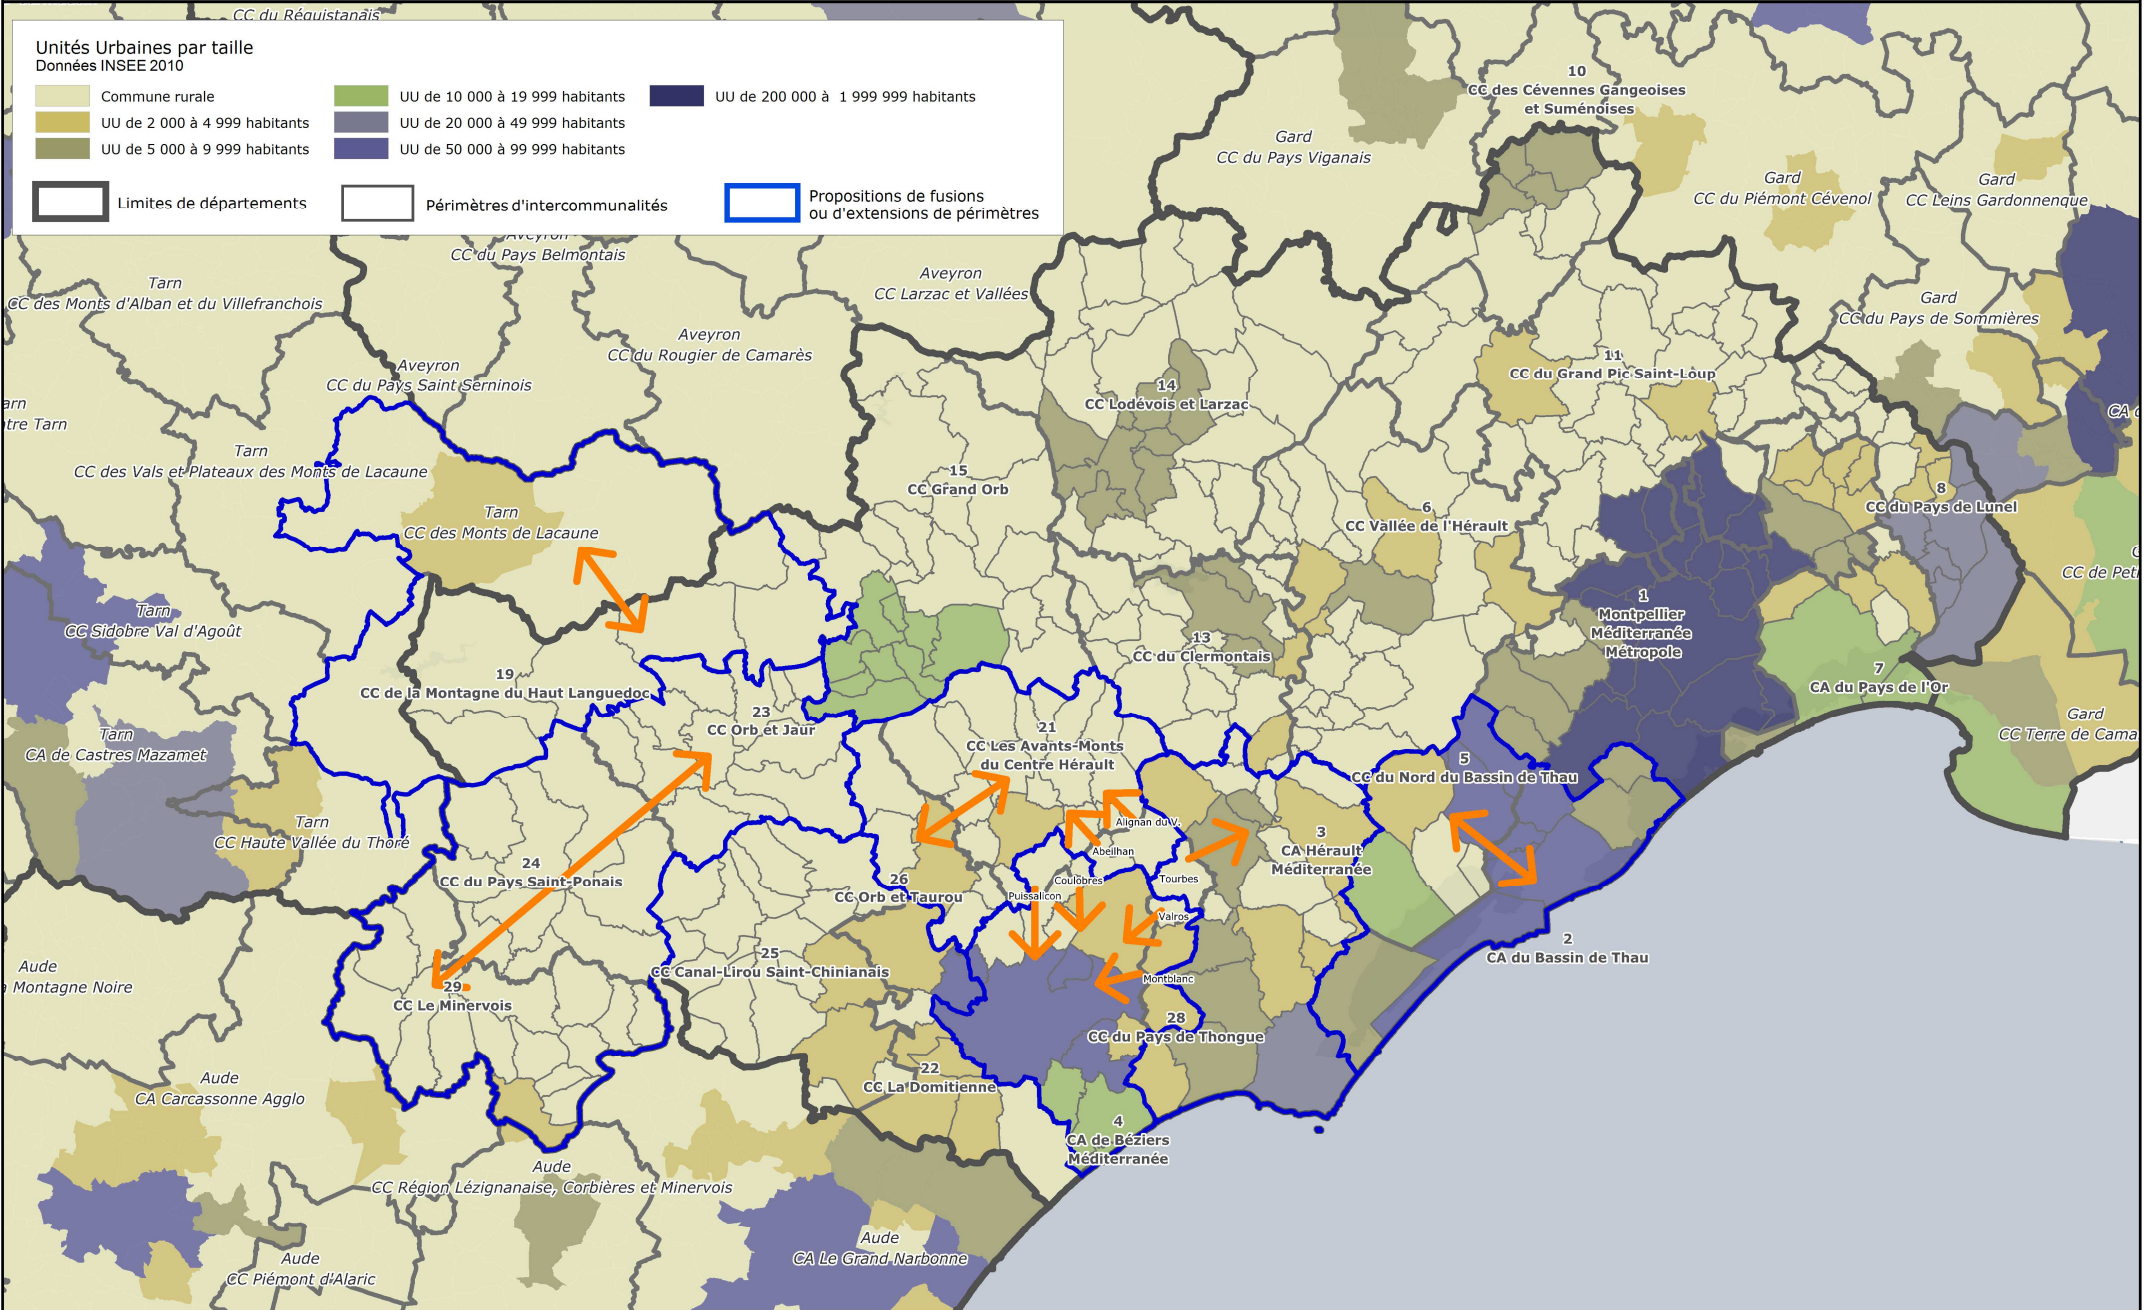 CC du Réquistanais
Unités Urbaines par taille
Données INSEE 2010
Commune rurale
UU de 2 000 à 4 999 habitants
UU de 5 000 à 9 999 habitants
UU de 10 000 à 19 999 habitants
UU de 20 000 à 49 999 habitants
UU de 50 000 à 99 999 habitants
UU de 200 000 à 1 999 999 habitants
Limites de départements
Périmètres d'intercommunalités
Propositions de fusions
ou d'extensions de périmètres
10
CC des Cévennes Gangeoises
et Suménoises
Gard
CC du Pays Viganais
Gard
CC du Piémont Cévenol
Gard
CC Leins Gardonnenque
Aveyron
CC du Pays Belmontais
Tarn
CC des Monts d'Alban et du Villefranchois
Aveyron
CC Larzac et Vallées
Gard
CC du Pays de Sommières
Aveyron
CC du Rougier de Camarès
Aveyron
CC du Pays Saint Serninois
11
CC du Grand Pic Saint-Loup
14
CC Lodévois et Larzac
arn
tre Tarn
CA d
Tarn
CC des Vals et Plateaux des Monts de Lacaune
15
CC Grand Orb
8
CC du Pays de Lunel
6
CC Vallée de l'Hérault
Tarn
CC des Monts de Lacaune
CC de Peti
1
Montpellier
Méditerranée
Métropole
Tarn
CC Sidobre Val d'Agoût
13
CC du Clermontais
19
CC de la Montagne du Haut Languedoc
7
CA du Pays de l'Or
23
CC Orb et Jaur
21
CC Les Avants-Monts
du Centre Hérault
Gard
CC Terre de Cama
Tarn
CA de Castres Mazamet
5
CC du Nord du Bassin de Thau
Tarn
CC Haute Vallée du Thoré
Alignan du V.
3
CA Hérault
Méditerranée
Abeilhan
24
CC du Pays Saint-Ponais
26
CC Orb et Taurou
Coulobres
Tourbes
Puissalicon
Valros
2
CA du Bassin de Thau
25
CC Canal-Lirou Saint-Chinianais
Montblanc
Aude
a Montagne Noire
29
CC Le Minervois
28
CC du Pays de Thongue
22
CC La Domitienne
Aude
CA Carcassonne Agglo
4
CA de Béziers
Méditerranée
Aude
CC Région Lézignanaise, Corbières et Minervois
Aude
CA Le Grand Narbonne
Aude
CC Piémont d'Alaric